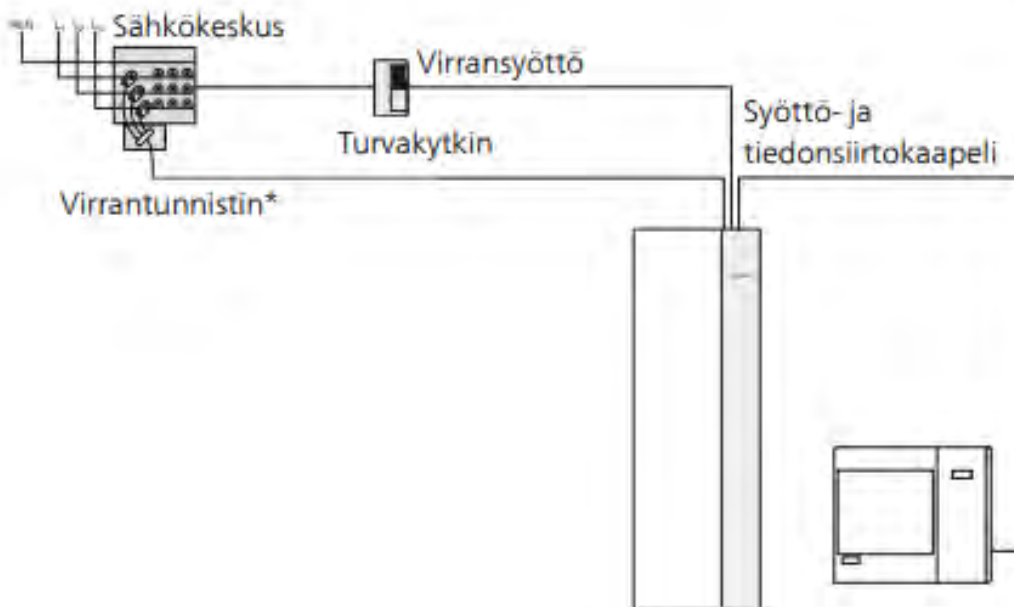 Sähkökeskus
Virransyöttö
Turvakytkin
Syöttö- ja
tiedonsiirtokaapeli
Virrantunnistin*